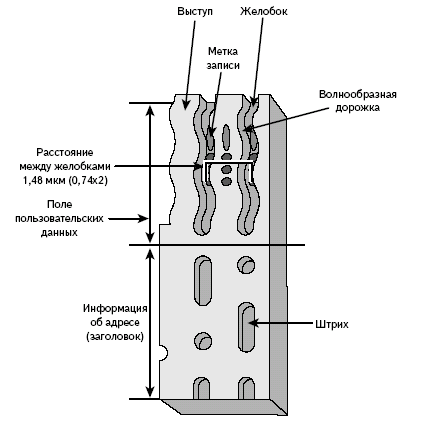 Выступ
Желобок
Метка
записи
Волнообразная
дорожка
Расстояние
между желобками
1,48 мкм (0,74x2)
Поле
пользовательских
данных
Информация
об адресе
(заголовок)
Штрих